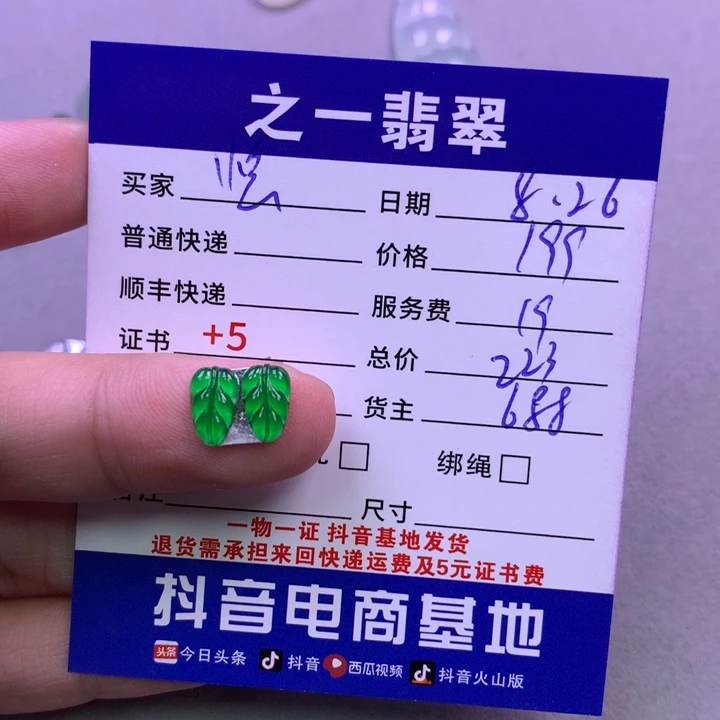 之一翡翠
买家 日期 8.26
普通快递 价格 199
顺丰快递 服务费 19
证书 +5 总价 223
货主 688
绑绳
备注 尺寸
一物一证 抖音基地发货
退货需承担来回快递运费及5元证书费
抖音电商基地
头条 今日头条 抖音 西瓜视频 抖音火山版